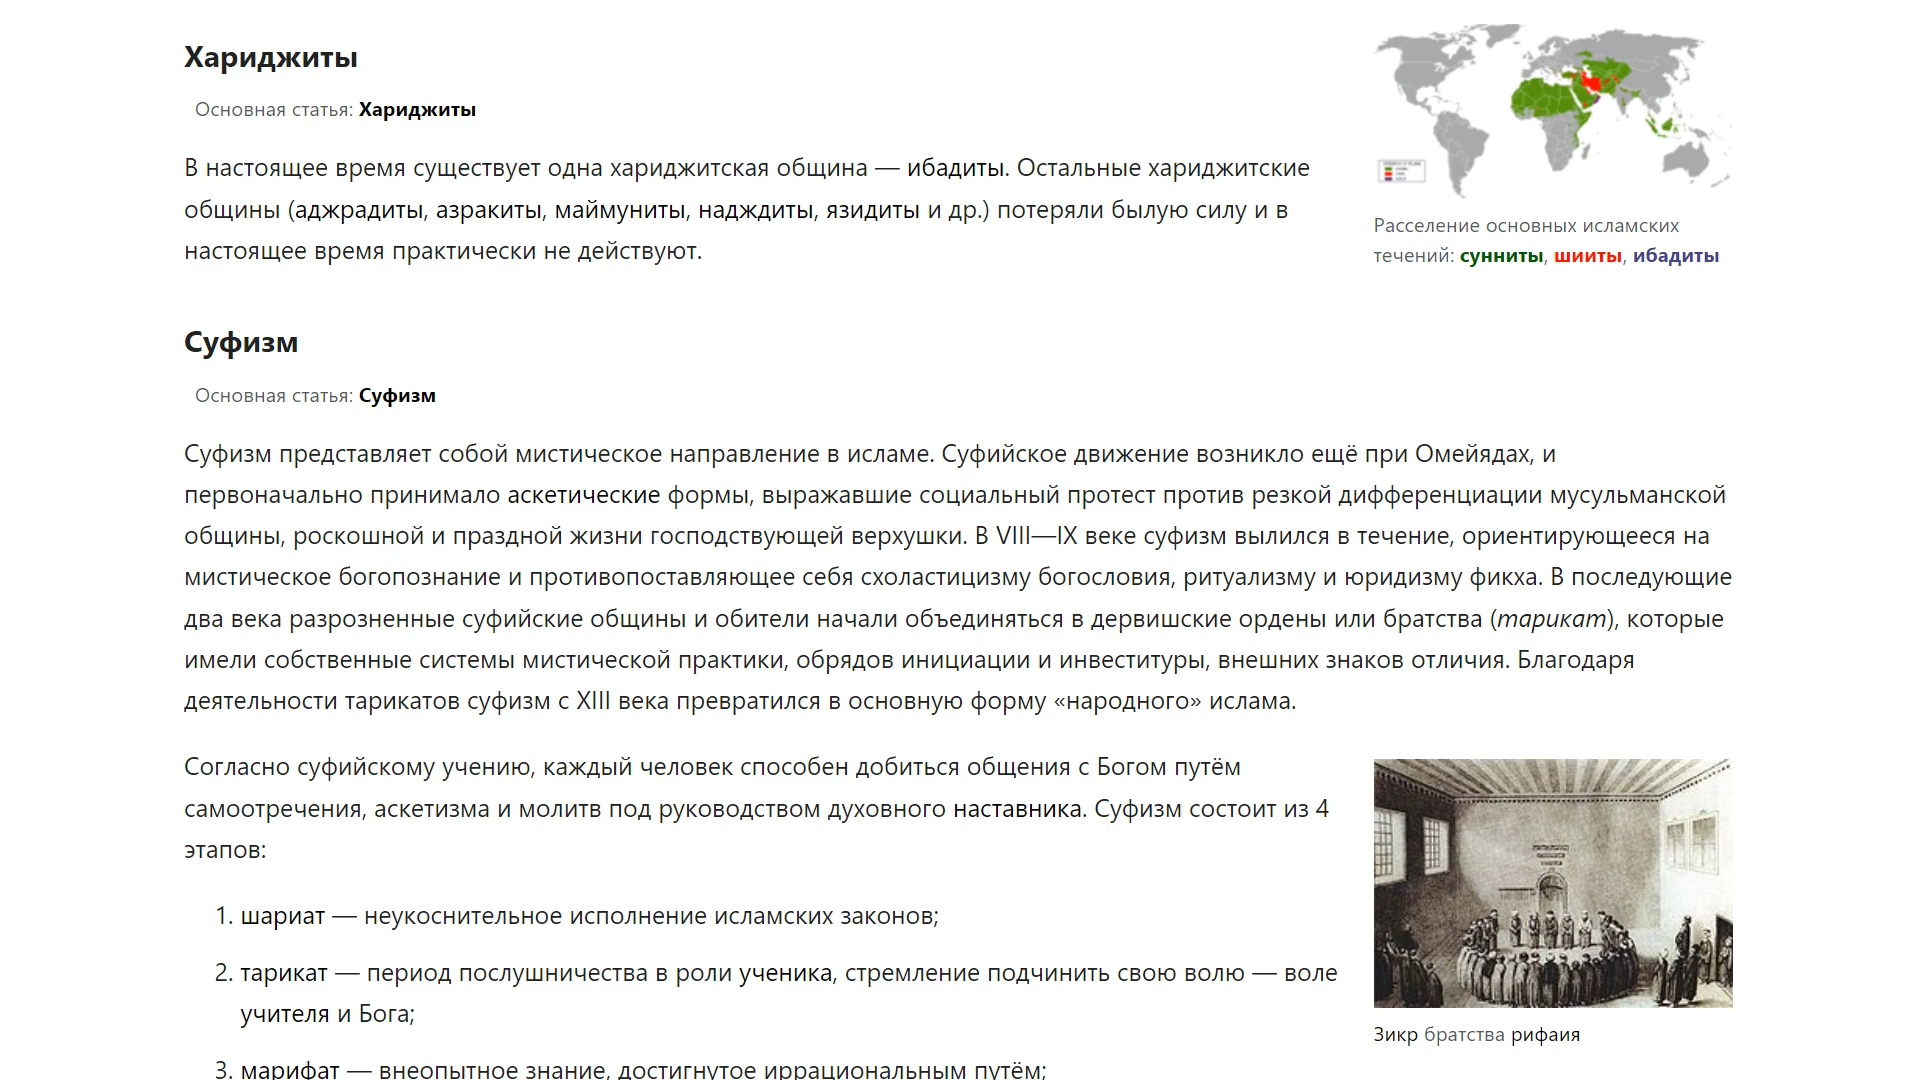 Хариджиты
Основная статья: Хариджиты
В настоящее время существует одна хариджитская община — ибадиты. Остальные хариджитские
общины (аджрадиты, азракиты, маймуниты, надждиты, язидиты и др.) потеряли былую силу и в
настоящее время практически не действуют.
Расселение основных исламских
течений: сунниты, шииты, ибадиты
Суфизм
Основная статья: Суфизм
Суфизм представляет собой мистическое направление в исламе. Суфийское движение возникло ещё при Омейядах, и
первоначально принимало аскетические формы, выражавшие социальный протест против резкой дифференциации мусульманской
общины, роскошной и праздной жизни господствующей верхушки. В VIII—IX веке суфизм вылился в течение, ориентирующееся на
мистическое богопознание и противопоставляющее себя схоластицизму богословия, ритуализму и юридизму фикха. В последующие
два века разрозненные суфийские общины и обители начали объединяться в дервишские ордены или братства (тарикат), которые
имели собственные системы мистической практики, обрядов инициации и инвеституры, внешних знаков отличия. Благодаря
деятельности тарикатов суфизм с XIII века превратился в основную форму «народного» ислама.
Согласно суфийскому учению, каждый человек способен добиться общения с Богом путём
самоотречения, аскетизма и молитв под руководством духовного наставника. Суфизм состоит из 4
этапов:
1. шариат — неукоснительное исполнение исламских законов;
2. тарикат — период послушничества в роли ученика, стремление подчинить свою волю — воле
учителя и Бога;
3. марифат — внеопытное знание, достигнутое иррациональным путём;
Зикр братства рифаия